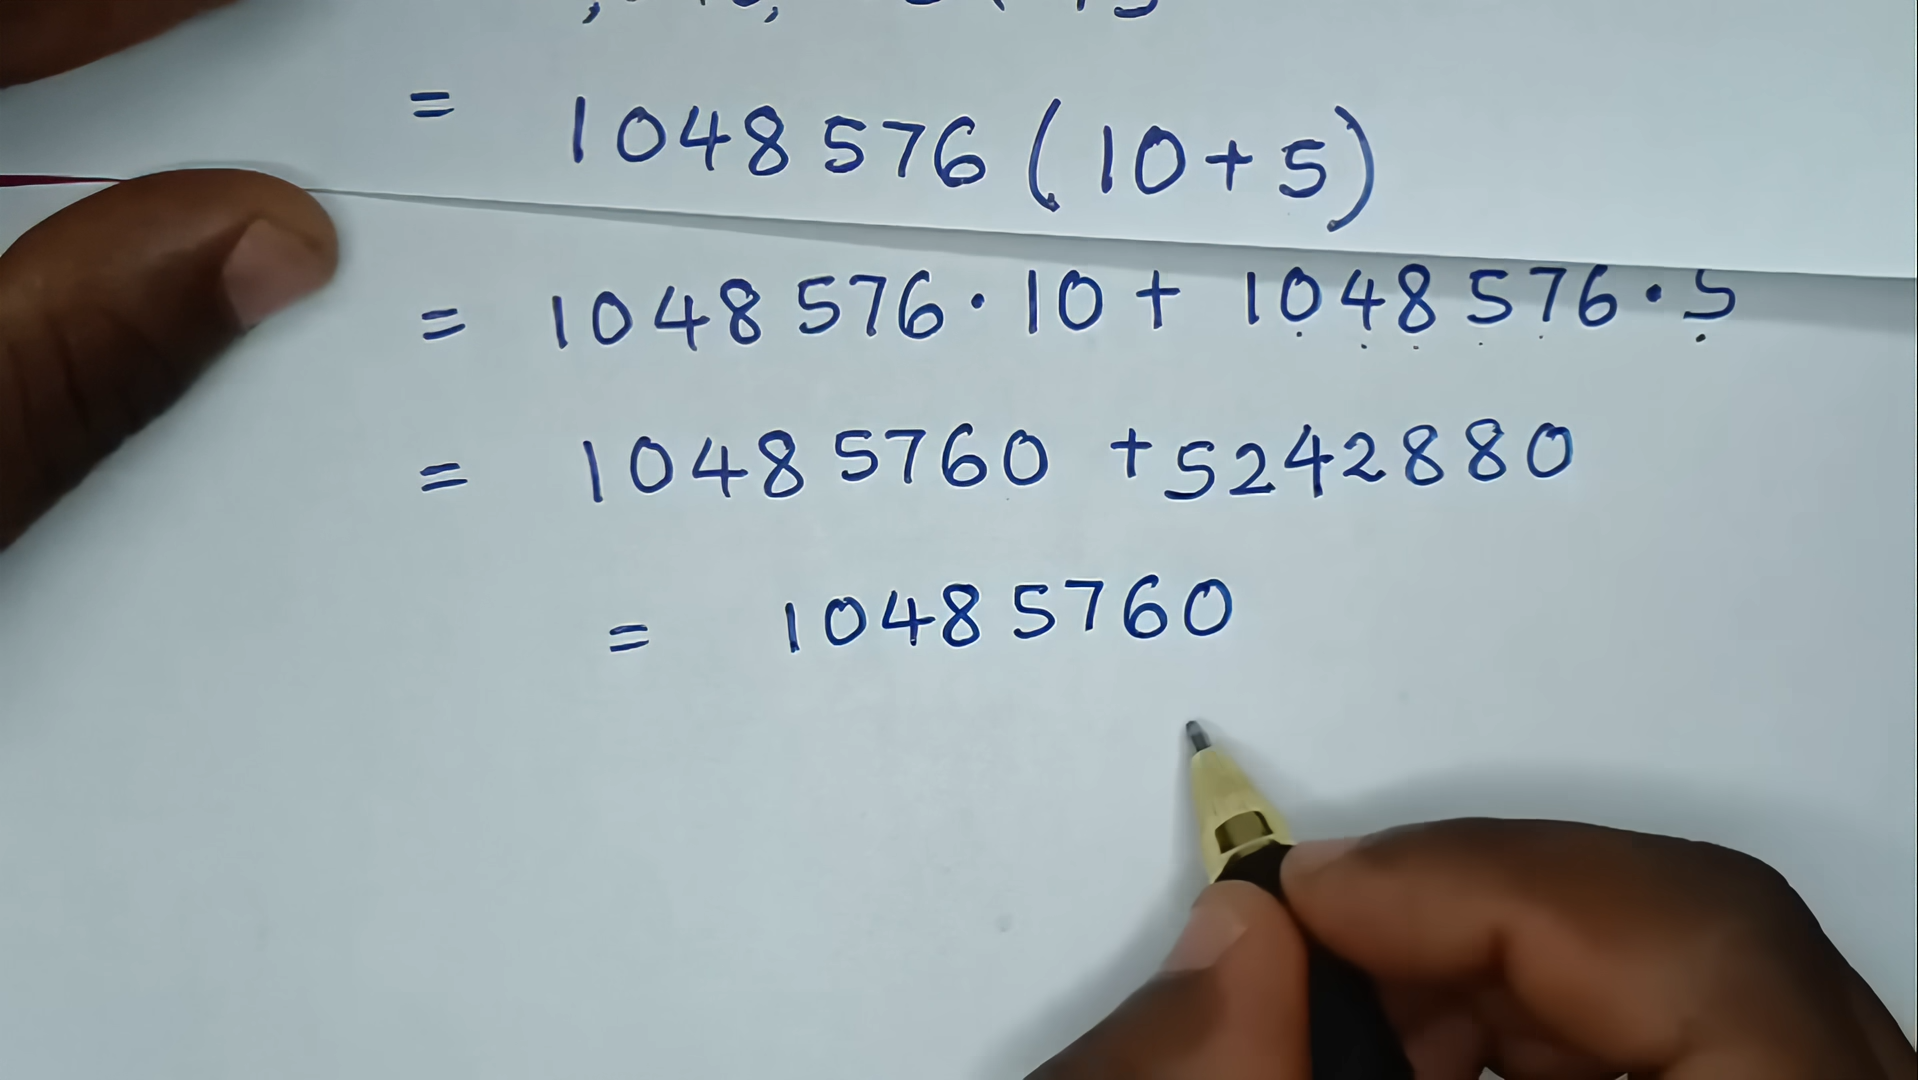 = 1048576(10+5)
= 1048576·10 + 1048576·5
= 10485760 +5242880
= 10485760